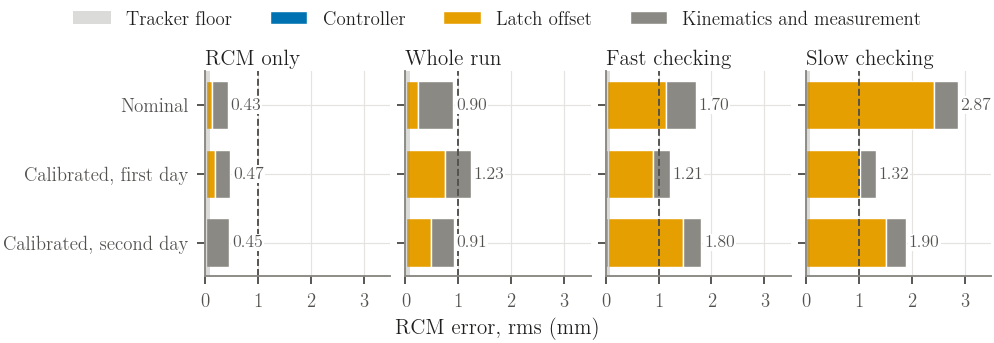 Tracker floor Controller Latch offset Kinematics and measurement
RCM only Whole run Fast checking Slow checking
Nominal 0.43 0.90 1.70 2.87
Calibrated, first day 0.47 1.23 1.21 1.32
Calibrated, second day 0.45 0.91 1.80 1.90
0 1 2 3 0 1 2 3 0 1 2 3 0 1 2 3
RCM error, rms (mm)